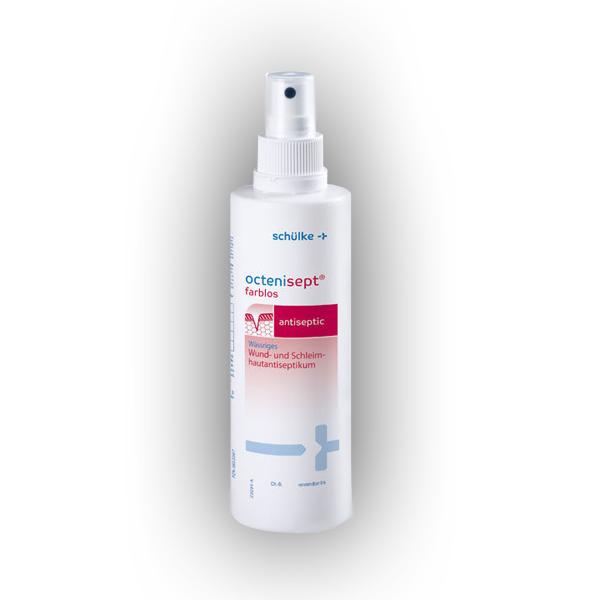 schülke
octenisept®
farblos
antiseptic
Wässriges
Wund- und Schleim-
hautantiseptikum